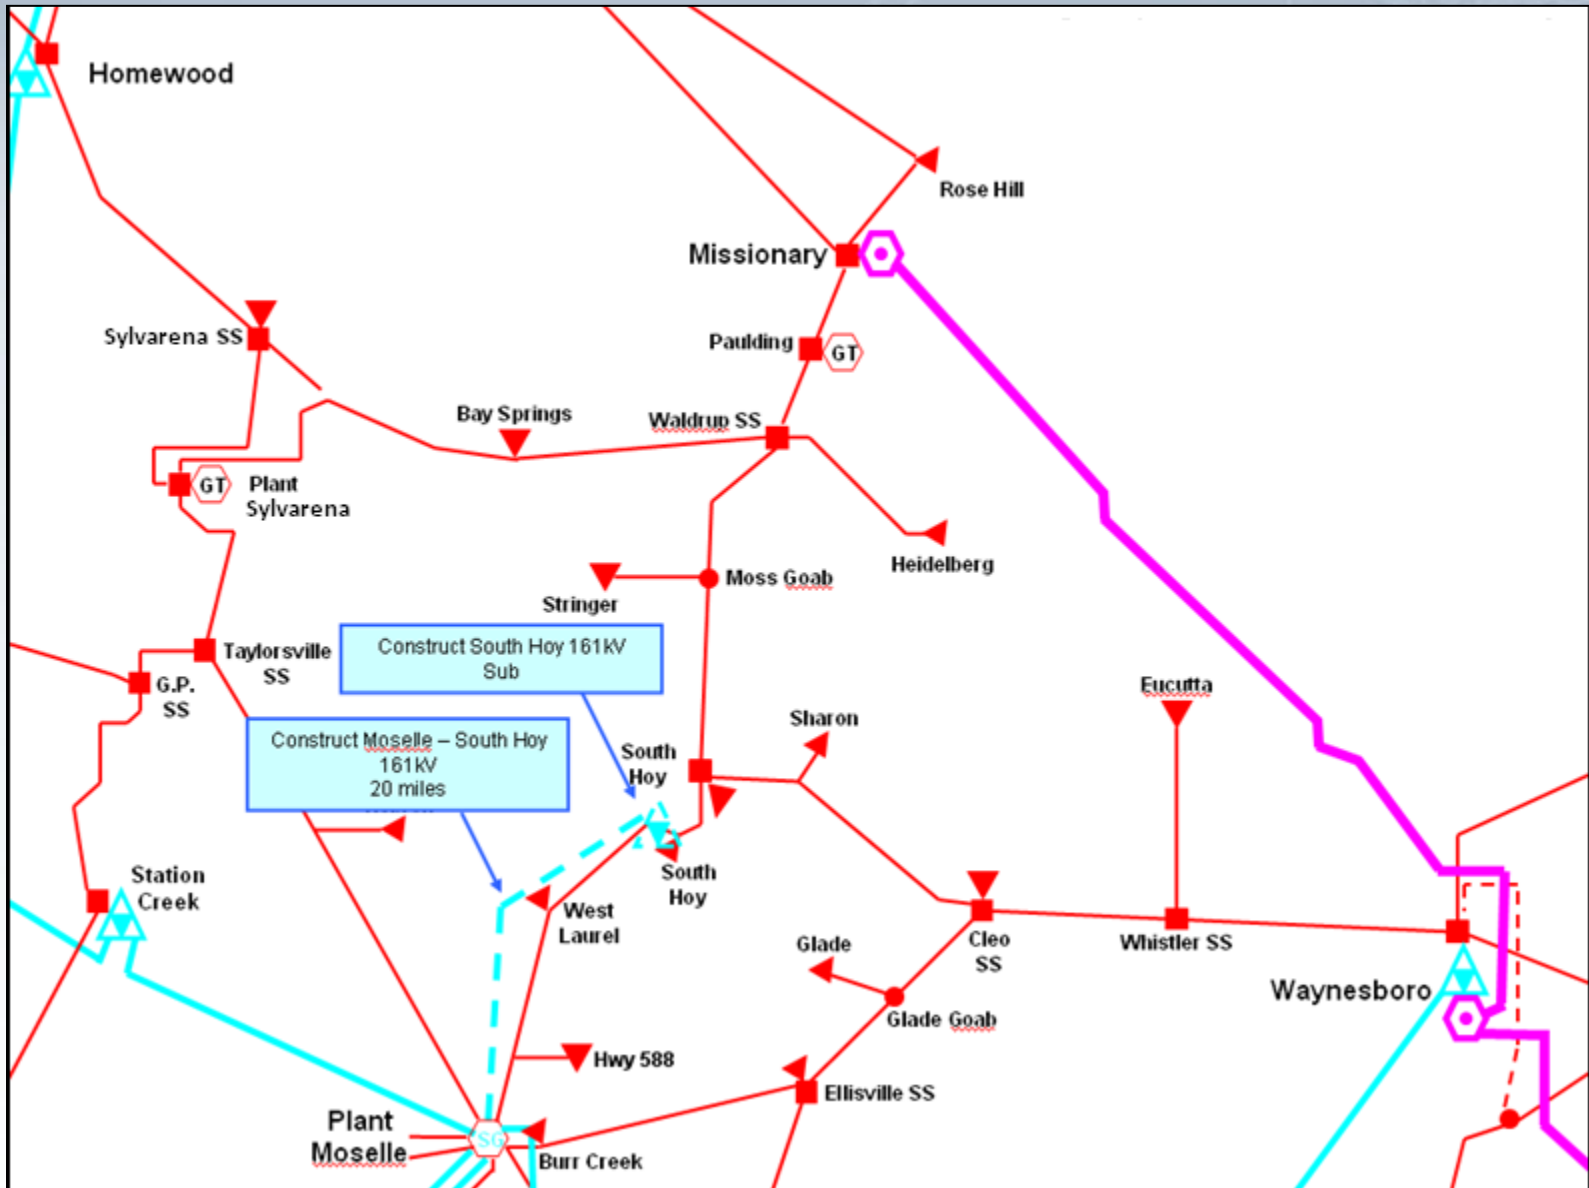 Homewood
Rose Hill
Missionary
Sylvarena SS
Paulding
GT
Bay Springs
Waldrup SS
GT
Plant
Sylvarena
Heidelberg
Moss Goab
Stringer
Construct South Hoy 161kV
Sub
Taylorsville
SS
G.P.
SS
Eucutta
Sharon
Construct Moselle – South Hoy
161kV
20 miles
South
Hoy
South
Hoy
Station
Creek
West
Laurel
Cleo
SS
Whistler SS
Glade
Waynesboro
Glade Goab
Hwy 588
Ellisville SS
Plant
Moselle
SG
Burr Creek